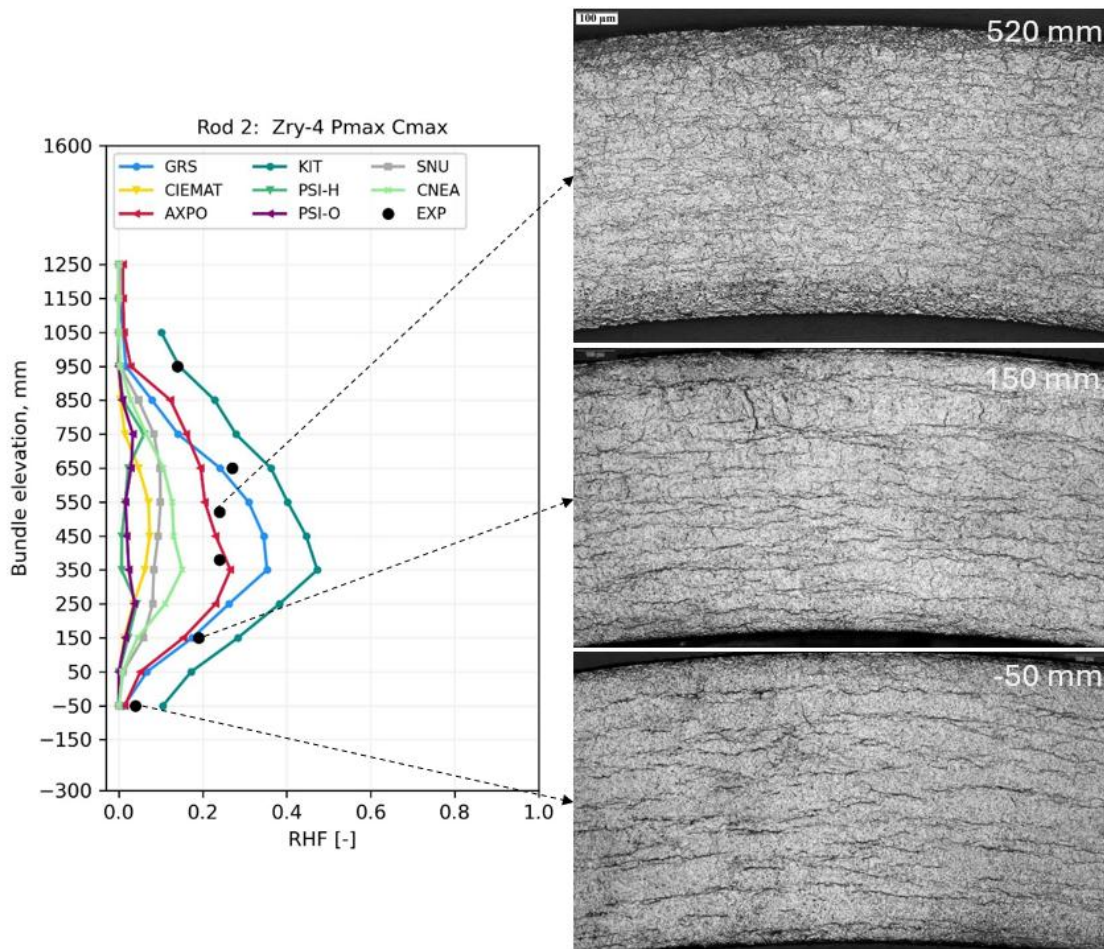 Rod 2: Zry-4 Pmax Cmax
GRS
CIEMAT
AXPO
KIT
PSI-H
PSI-O
SNU
CNEA
EXP
1600
1250
1150
1050
950
850
750
650
550
450
350
250
150
50
−50
−150
−300
Bundle elevation, mm
0.0 0.2 0.4 0.6 0.8 1.0
RHF [-]
100 µm
520 mm
150 mm
-50 mm